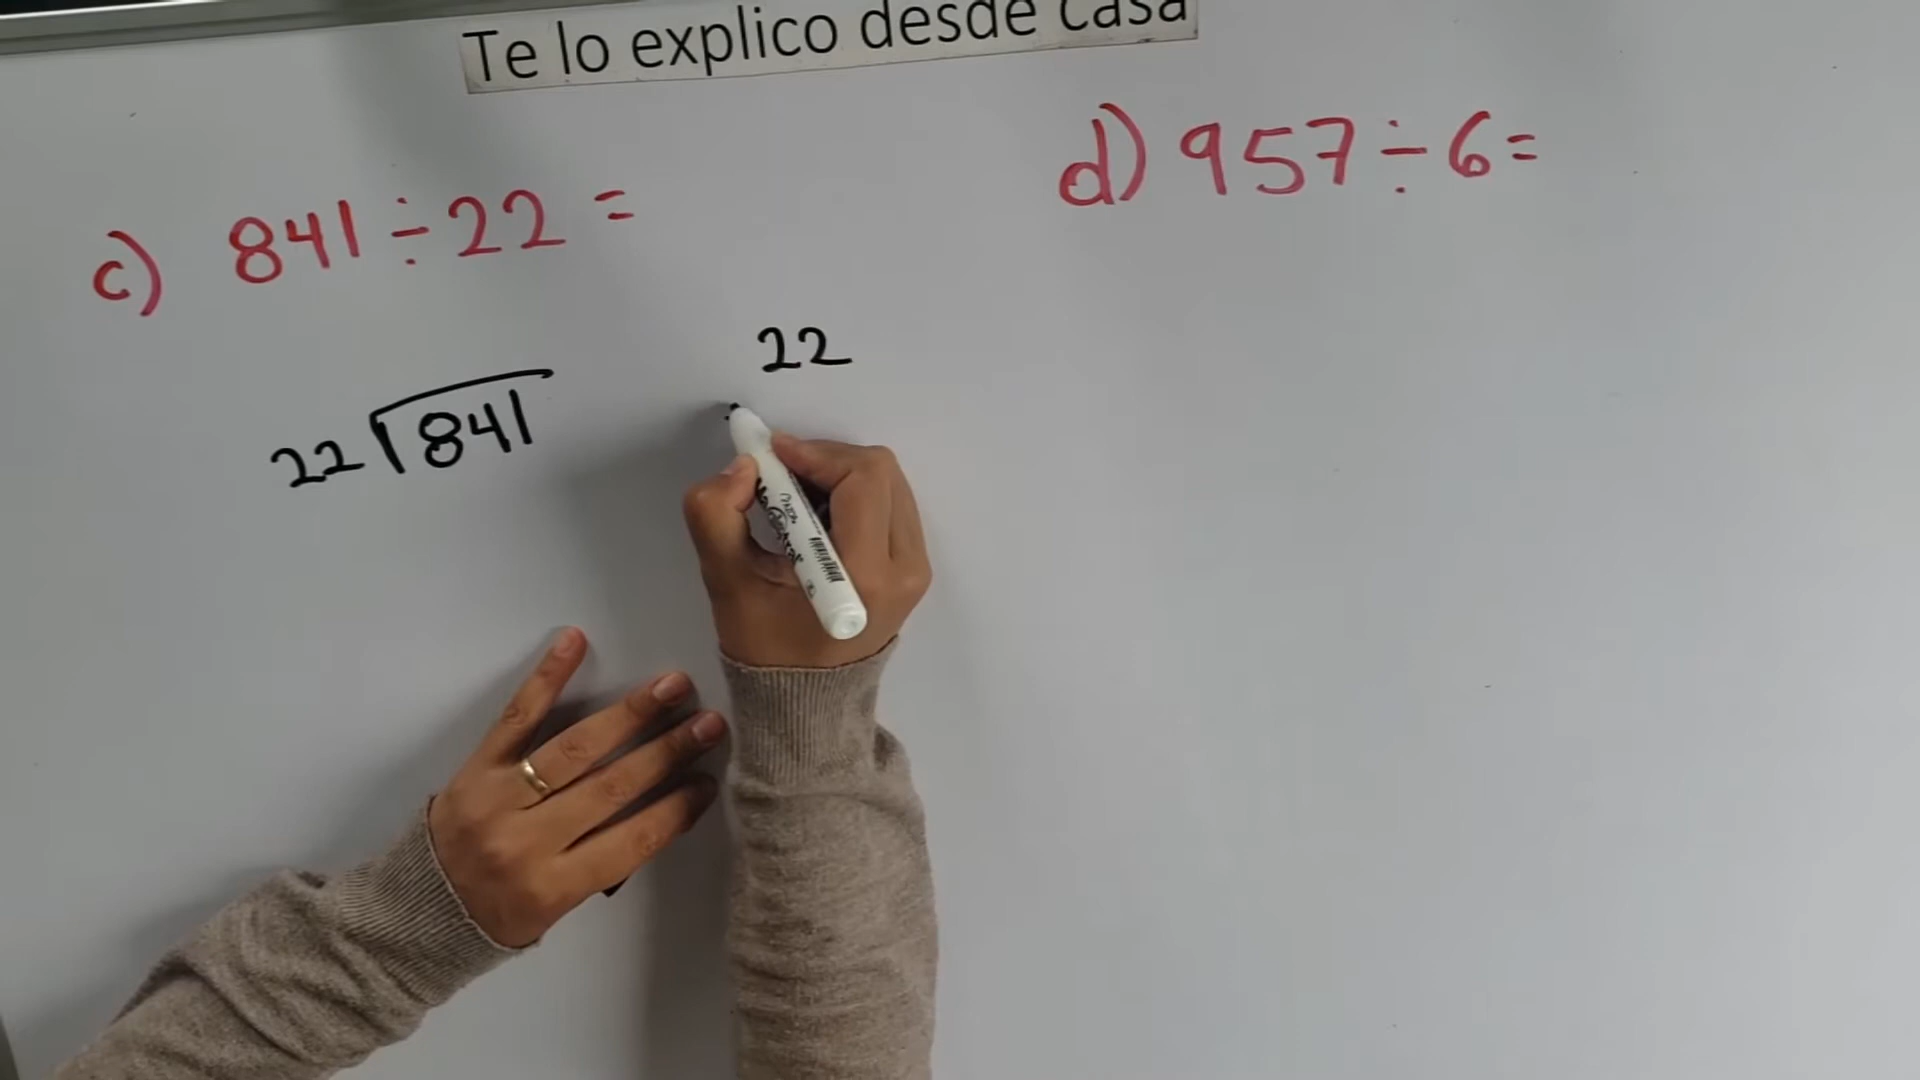 Te lo explico desde casa
c) 841 ÷ 22 =
d) 957 ÷ 6 =
22 841
22